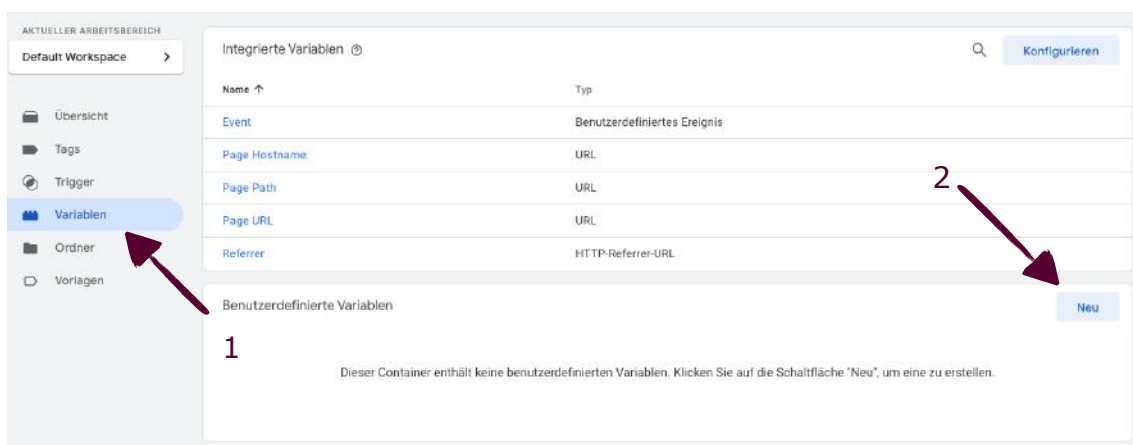 AKTUELLER ARBEITSBEREICH
Default Workspace
Übersicht
Tags
Trigger
Variablen
Ordner
Vorlagen
1
Integrierte Variablen
Konfigurieren
Name
Typ
Event
Benutzerdefiniertes Ereignis
Page Hostname
URL
Page Path
URL
Page URL
URL
Referrer
HTTP-Referrer-URL
2
Benutzerdefinierte Variablen
Neu
Dieser Container enthält keine benutzerdefinierten Variablen. Klicken Sie auf die Schaltfläche "Neu", um eine zu erstellen.